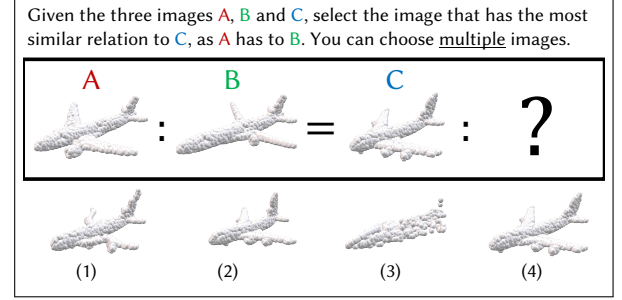 Given the three images A, B and C, select the image that has the most
similar relation to C, as A has to B. You can choose multiple images.
A B C
: = : ?
(1) (2) (3) (4)